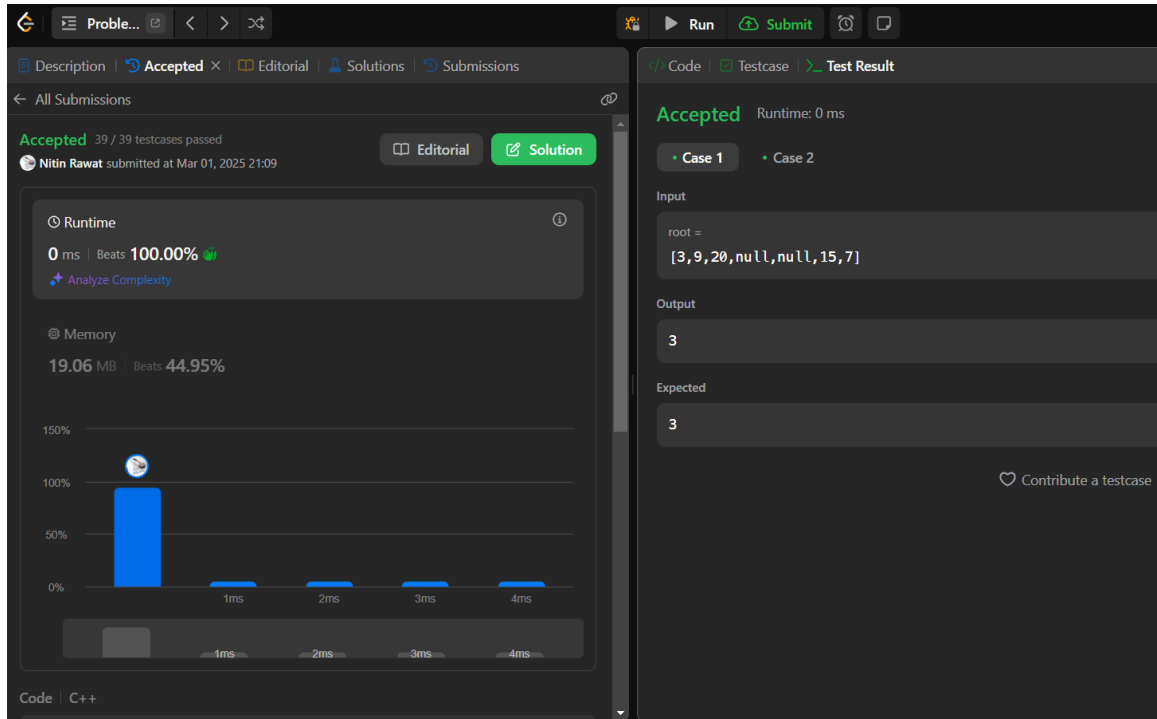 Proble...
Run
Submit
Description
Accepted
Editorial
Solutions
Submissions
All Submissions
Accepted 39 / 39 testcases passed
Nitin Rawat submitted at Mar 01, 2025 21:09
Editorial
Solution
Runtime
0 ms Beats 100.00%
Analyze Complexity
Memory
19.06 MB Beats 44.95%
150%
100%
50%
0%
1ms 2ms 3ms 4ms
1ms 2ms 3ms 4ms
Code C++
</> Code
Testcase
>_ Test Result
Accepted Runtime: 0 ms
• Case 1 • Case 2
Input
root =
[3,9,20,null,null,15,7]
Output
3
Expected
3
Contribute a testcase